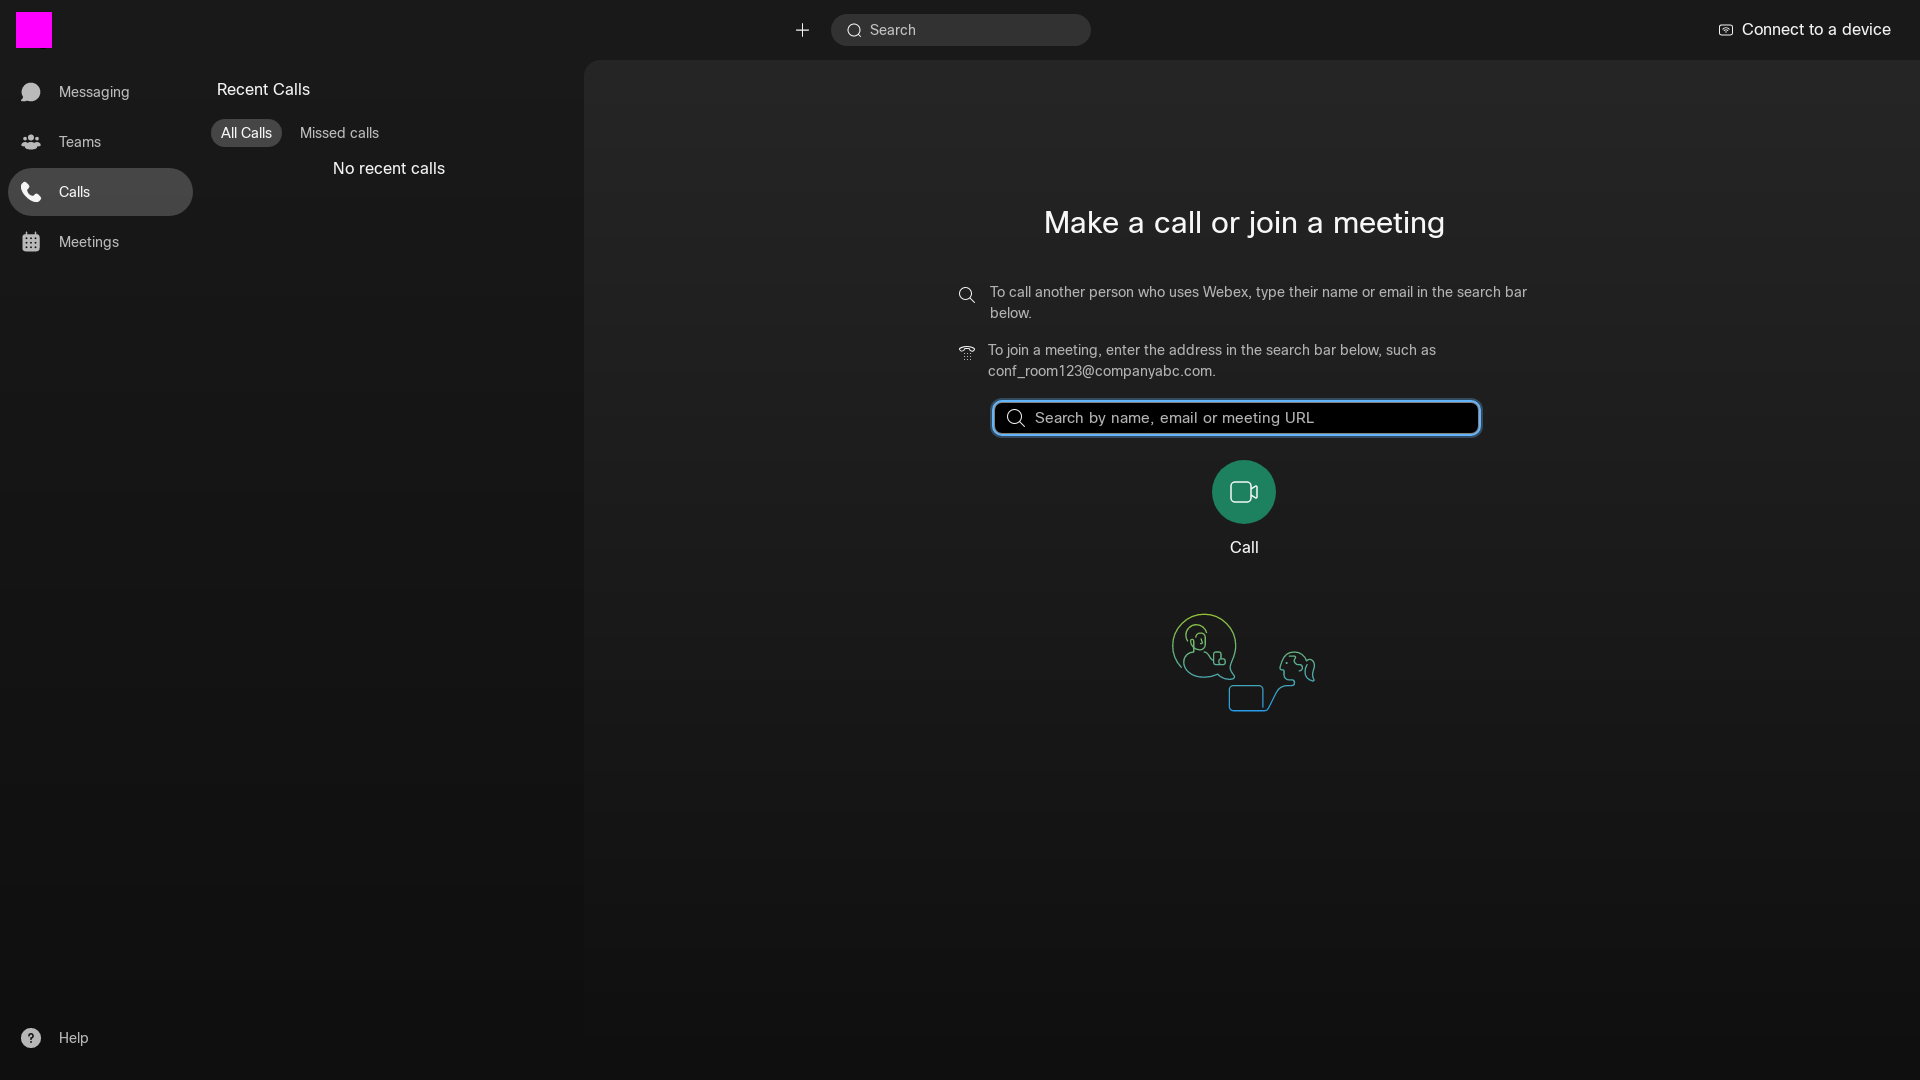 Search
Connect to a device
Messaging
Teams
Calls
Meetings
Help
Recent Calls
All Calls
Missed calls
No recent calls
Make a call or join a meeting
To call another person who uses Webex, type their name or email in the search bar
below.
To join a meeting, enter the address in the search bar below, such as
conf_room123@companyabc.com.
Search by name, email or meeting URL
Call